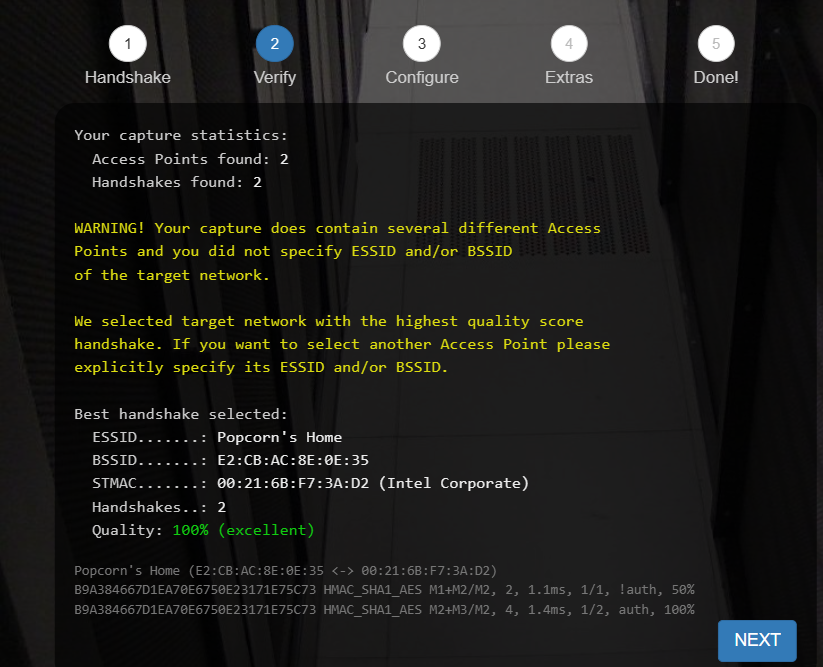 1 2 3 4 5
Handshake Verify Configure Extras Done!
Your capture statistics:
Access Points found: 2
Handshakes found: 2
WARNING! Your capture does contain several different Access
Points and you did not specify ESSID and/or BSSID
of the target network.
We selected target network with the highest quality score
handshake. If you want to select another Access Point please
explicitly specify its ESSID and/or BSSID.
Best handshake selected:
ESSID.......: Popcorn's Home
BSSID.......: E2:CB:AC:8E:0E:35
STMAC.......: 00:21:6B:F7:3A:D2 (Intel Corporate)
Handshakes..: 2
Quality: 100% (excellent)
Popcorn's Home (E2:CB:AC:8E:0E:35 <-> 00:21:6B:F7:3A:D2)
B9A384667D1EA70E6750E23171E75C73 HMAC_SHA1_AES M1+M2/M2, 2, 1.1ms, 1/1, !auth, 50%
B9A384667D1EA70E6750E23171E75C73 HMAC_SHA1_AES M2+M3/M2, 4, 1.4ms, 1/2, auth, 100%
NEXT